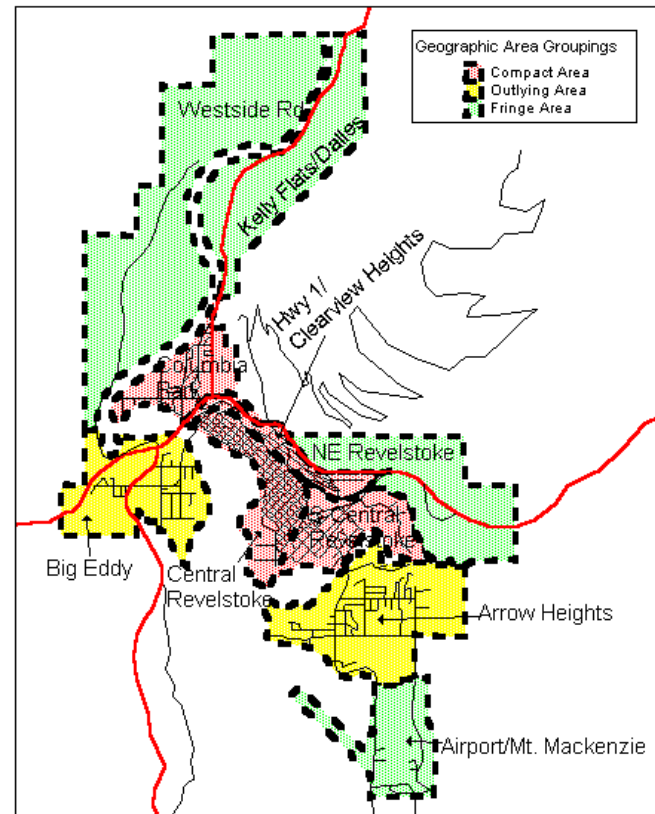 Geographic Area Groupings
Compact Area
Outlying Area
Fringe Area
Westside Rd
Kelly Flats/Dalles
Hwy 1/
Clearview Heights
Columbia
Park
NE Revelstoke
S-Central
Revelstoke
Big Eddy
Central
Revelstoke
Arrow Heights
Airport/Mt. Mackenzie